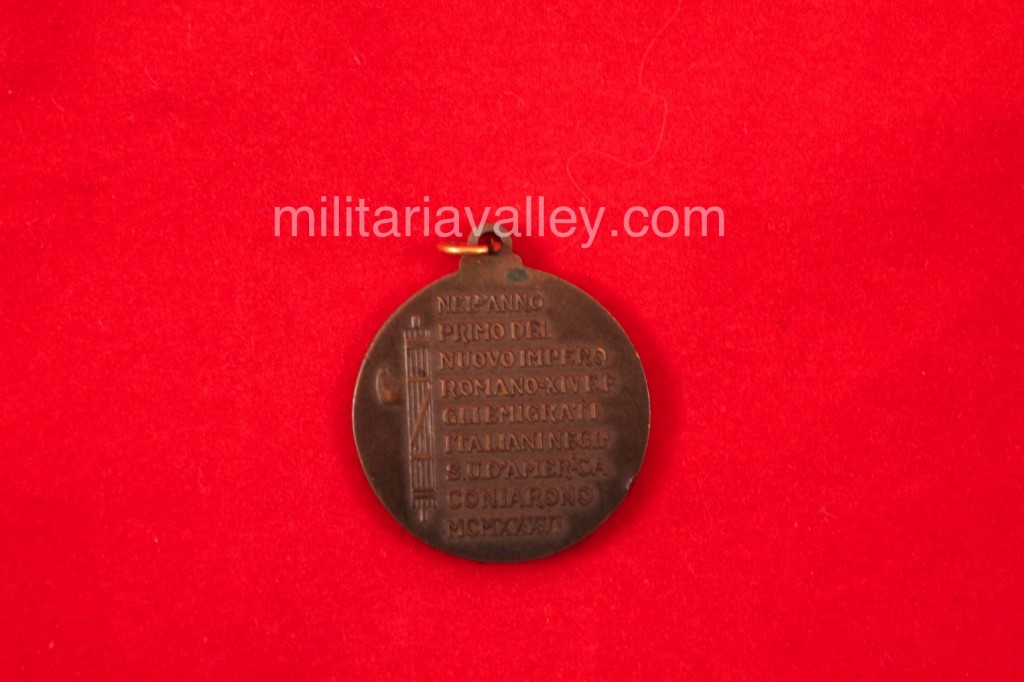 militariavalley.com
NELL'ANNO
PRIMO DEL
NUOVO IMPERO
ROMANO-XIV E.F.
GLI EMIGRATI
ITALIANI NEGLI
S.U.D'AMERICA
CONIARONO
MCMXXXVI